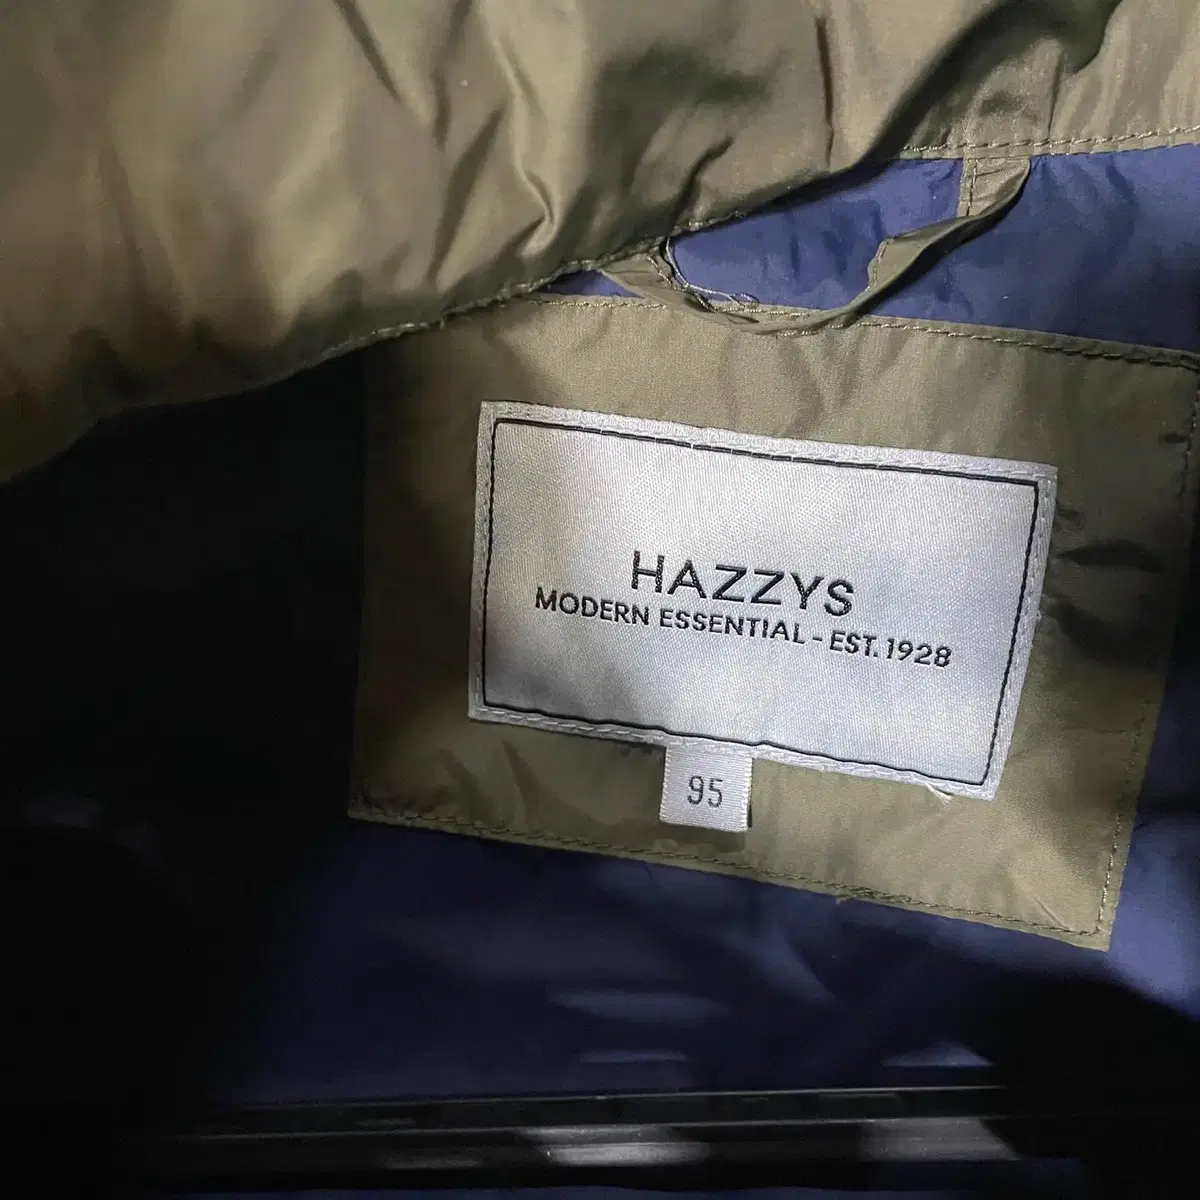 HAZZYS
MODERN ESSENTIAL - EST. 1928
95